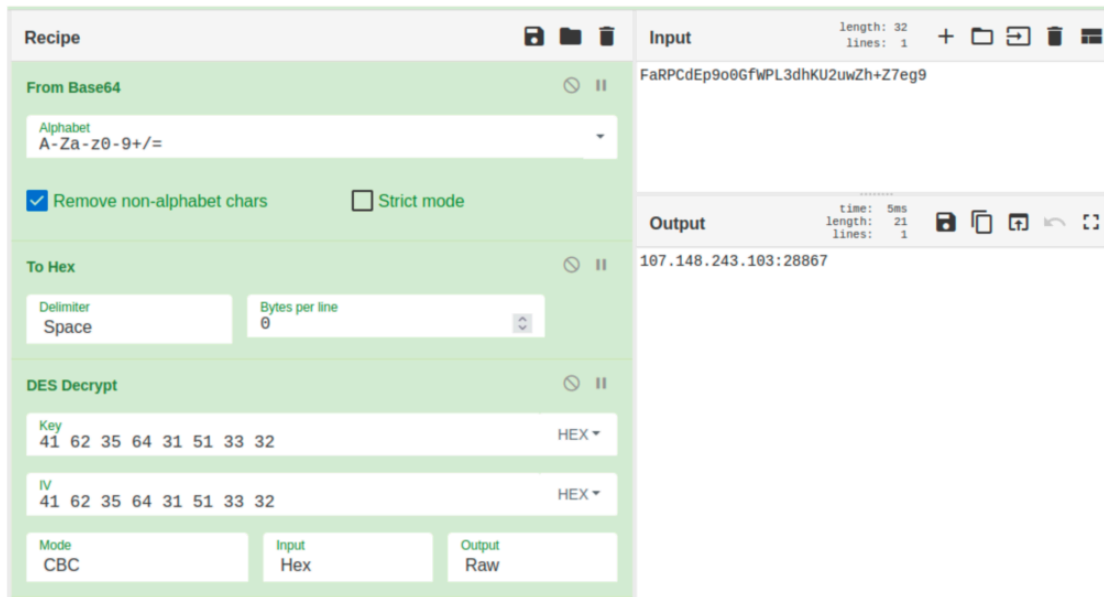 Recipe
From Base64
Alphabet
A-Za-z0-9+/=
Remove non-alphabet chars
Strict mode
To Hex
Delimiter
Space
Bytes per line
0
DES Decrypt
Key
41 62 35 64 31 51 33 32
HEX
IV
41 62 35 64 31 51 33 32
HEX
Mode
CBC
Input
Hex
Output
Raw
Input
length: 32
lines: 1
FaRPCdEp9o0GfWPL3dhKU2uwZh+Z7eg9
Output
time: 5ms
length: 21
lines: 1
107.148.243.103:28867